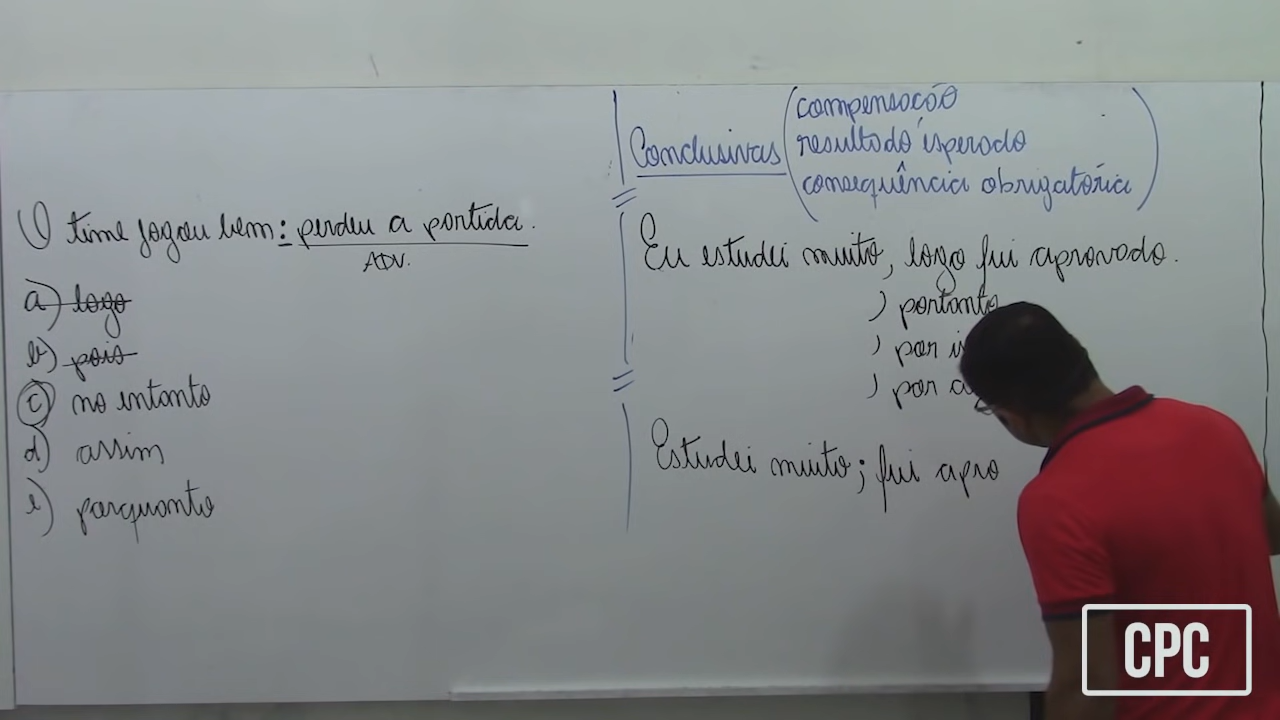 O time jogou bem: perdeu a partida.
ADV.
a) logo
b) pois
c) no entanto
d) assim
e) porquanto
Conclusivas
compensação
resultado esperado
consequência obrigatória
Eu estudei muito, logo fui aprovado.
, portanto
, por
, por
Estudei muito; fui apro
CPC